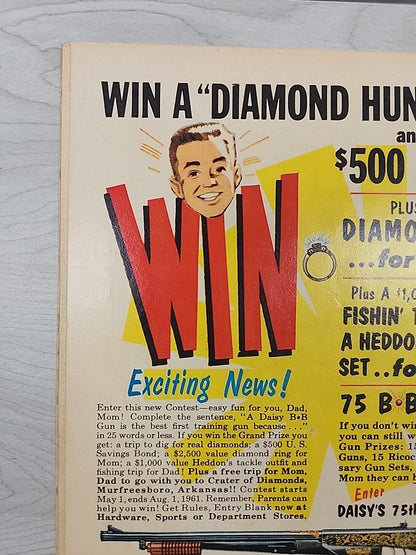 WIN A "DIAMOND HUN
an
$500
WIN
PLU
DIAMO
...for
Plus A $1,0
FISHIN' T
A HEDDO
SET..fo
Exciting News!
Enter this new Contest—easy fun for you, Dad,
Mom! Complete the sentence, "A Daisy B•B
Gun is the best first training gun because . . ."
in 25 words or less. If you win the Grand Prize you
get: a trip to dig for real diamonds; a $500 U. S.
Savings Bond; a $2,500 value diamond ring for
Mom; a $1,000 value Heddon's tackle outfit and
fishing trip for Dad! Plus a free trip for Mom,
Dad to go with you to Crater of Diamonds,
Murfreesboro, Arkansas!! Contest starts
May 1, ends Aug. 1, 1961. Remember, Parents can
help you win! Get Rules, Entry Blank now at
Hardware, Sports or Department Stores.
75 B•B
If you don't wi
you can still w
Gun Prizes: 15
Guns, 15 Ricoc
sary Gun Sets,
Mom they can h
Enter
DAISY'S 75th